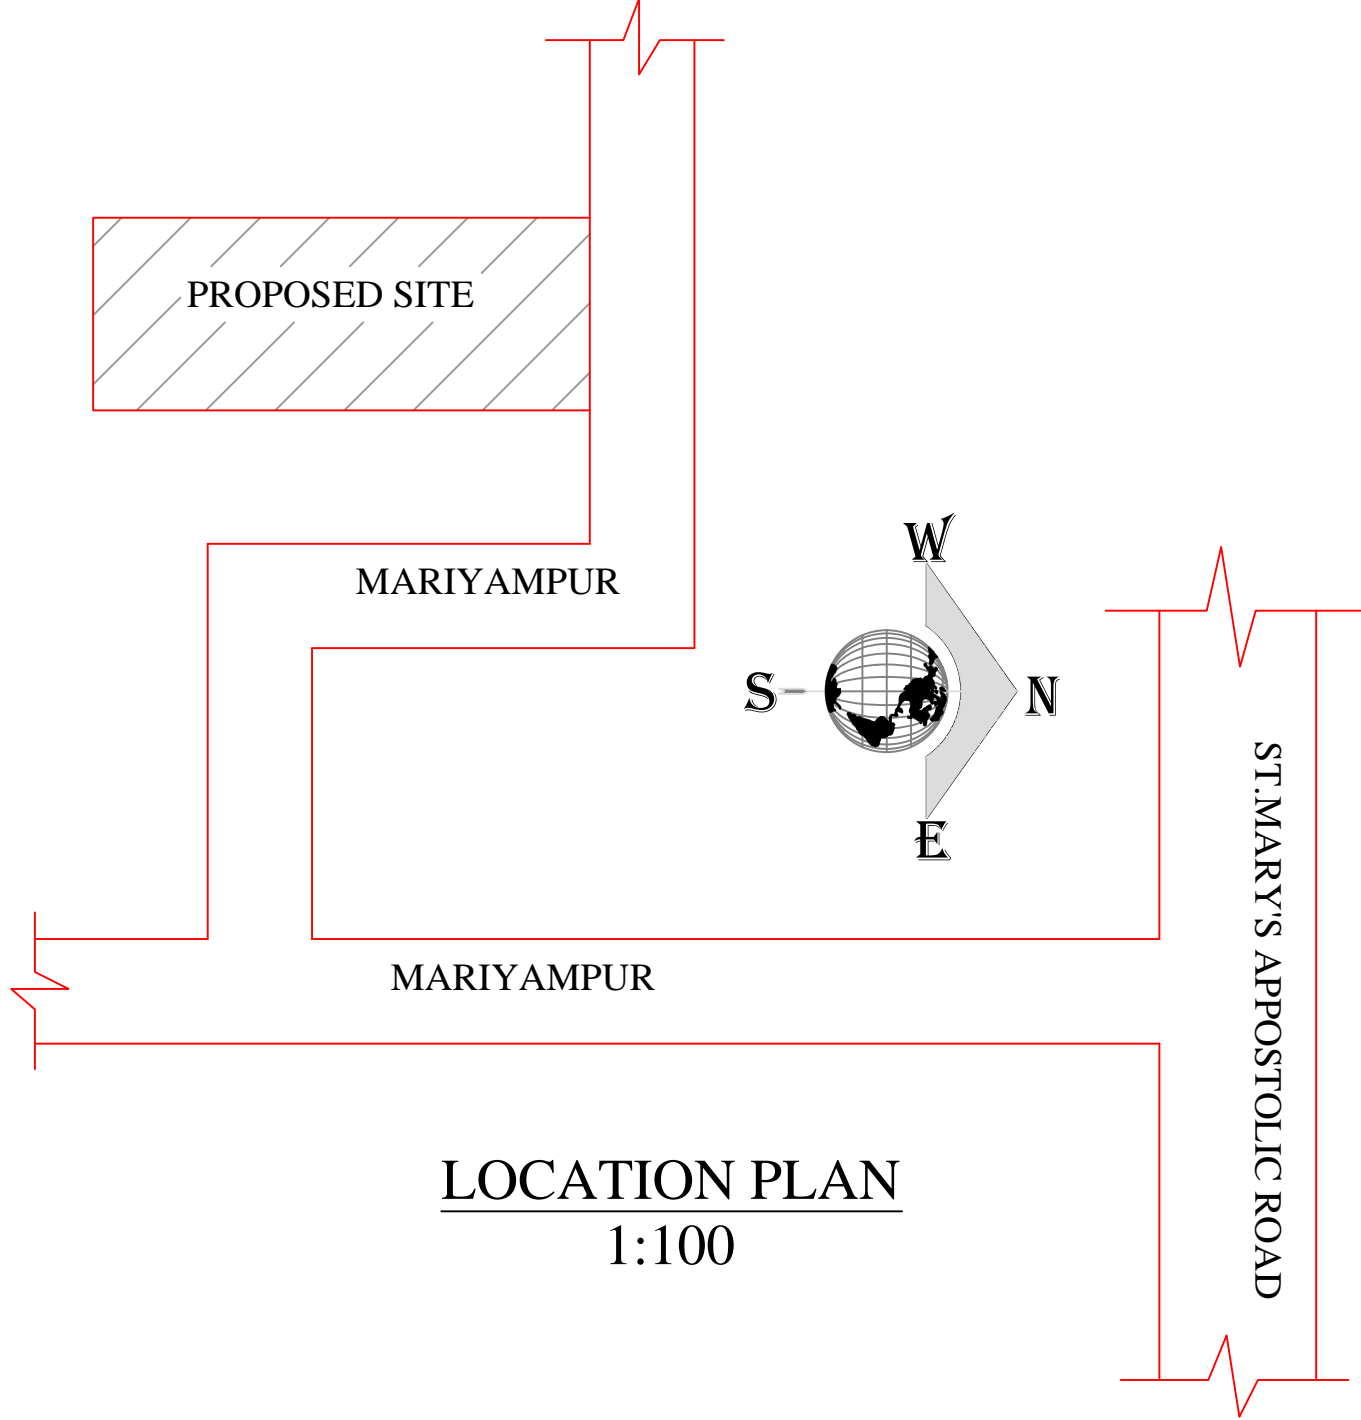 PROPOSED SITE
MARIYAMPUR
W
S
N
E
ST.MARY'S APPOSTOLIC ROAD
MARIYAMPUR
LOCATION PLAN
1:100